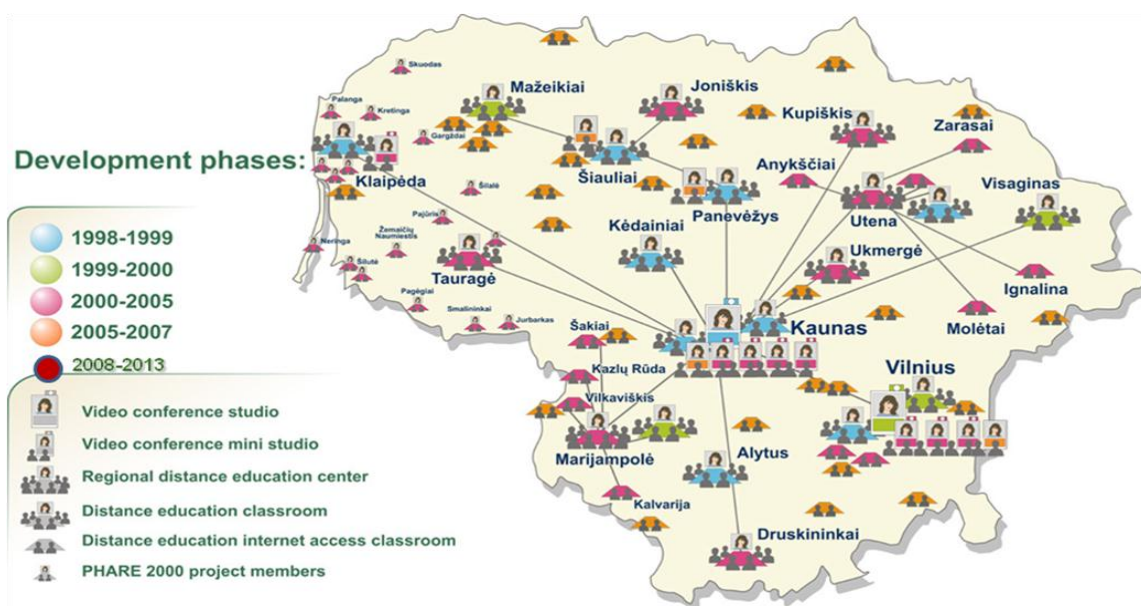 Development phases:
1998-1999
1999-2000
2000-2005
2005-2007
2008-2013
Video conference studio
Video conference mini studio
Regional distance education center
Distance education classroom
Distance education internet access classroom
PHARE 2000 project members
Skuodas
Mažeikiai
Joniškis
Palanga
Kretinga
Kupiškis
Zarasai
Gargždai
Anykščiai
Klaipėda
Šiauliai
Visaginas
Šilalė
Panevėžys
Utena
Pajūris
Kėdainiai
Žemaičių
Naumiestis
Neringa
Ukmergė
Šilutė
Tauragė
Ignalina
Pagėgiai
Smalininkai
Jurbarkas
Šakiai
Kaunas
Molėtai
Kazlų Rūda
Vilnius
Vilkaviškis
Marijampolė
Alytus
Kalvarija
Druskininkai